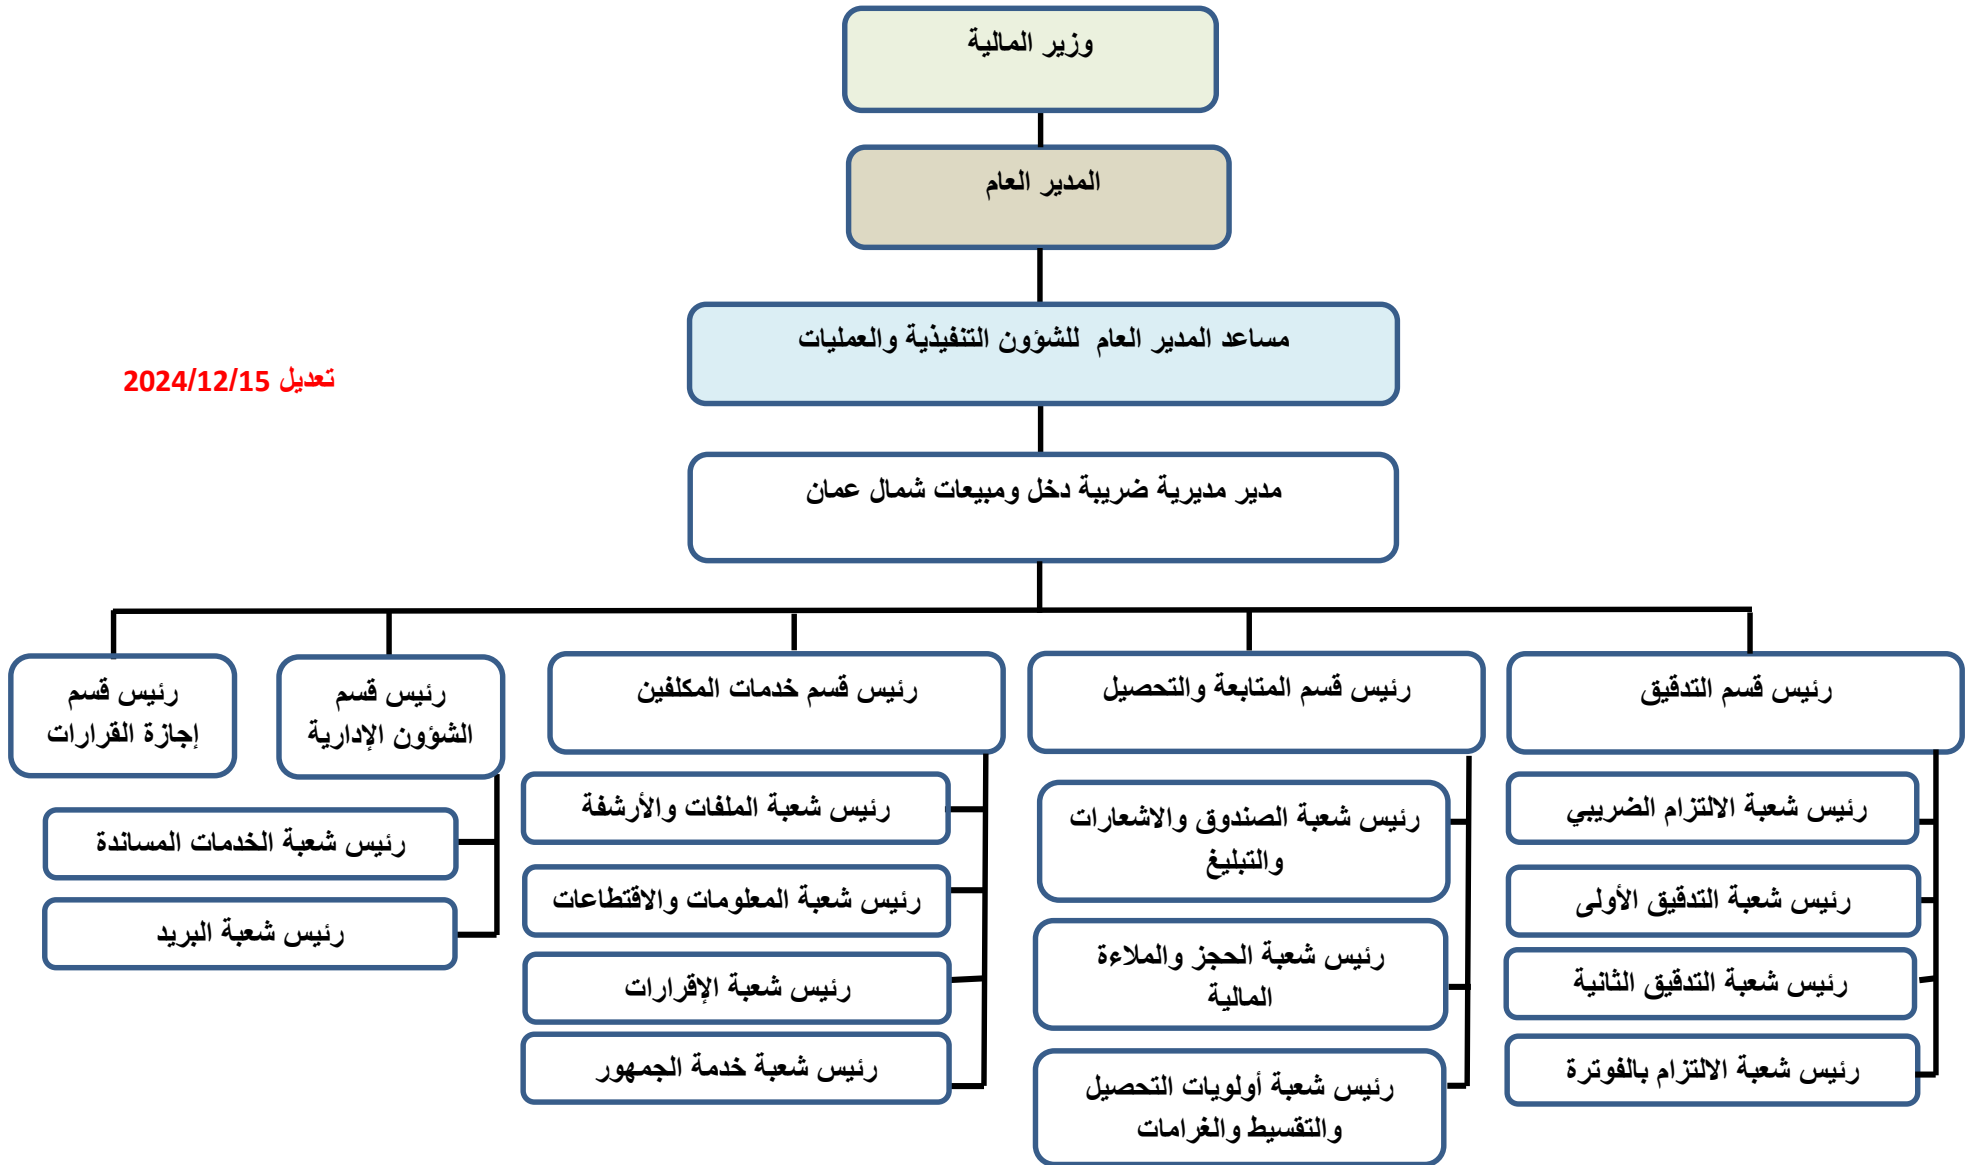 وزير المالية
المدير العام
مساعد المدير العام للشؤون التنفيذية والعمليات
تعديل 2024/12/15
مدير مديرية ضريبة دخل ومبيعات شمال عمان
رئيس قسم التدقيق
رئيس شعبة الالتزام الضريبي
رئيس شعبة التدقيق الأولى
رئيس شعبة التدقيق الثانية
رئيس شعبة الالتزام بالفوترة
رئيس قسم المتابعة والتحصيل
رئيس شعبة الصندوق والاشعارات
والتبليغ
رئيس شعبة الحجز والملاءة
المالية
رئيس شعبة أولويات التحصيل
والتقسيط والغرامات
رئيس قسم خدمات المكلفين
رئيس شعبة الملفات والأرشفة
رئيس شعبة المعلومات والاقتطاعات
رئيس شعبة الإقرارات
رئيس شعبة خدمة الجمهور
رئيس قسم
الشؤون الإدارية
رئيس شعبة الخدمات المساندة
رئيس شعبة البريد
رئيس قسم
إجازة القرارات